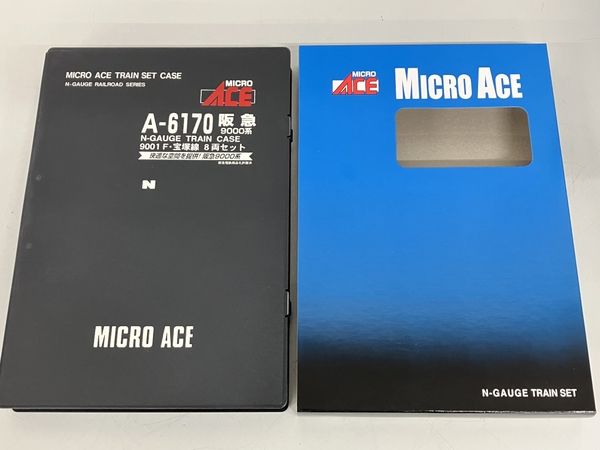 MICRO ACE TRAIN SET CASE
N-GAUGE RAILROAD SERIES
MICRO
ACE
A-6170 阪急
9000系
N-GAUGE TRAIN CASE
9001F・宝塚線 8両セット
快適な空間を提供! 阪急9000系
N
MICRO ACE
MICRO
ACE
MICRO ACE
N-GAUGE TRAIN SET